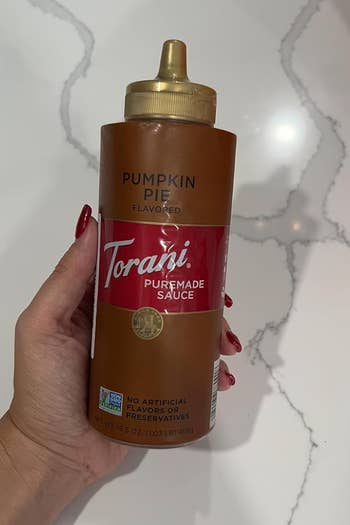 PUMPKIN
PIE
FLAVORED
Torani®
PUREMADE
SAUCE
NO ARTIFICIAL
FLAVORS OR
PRESERVATIVES